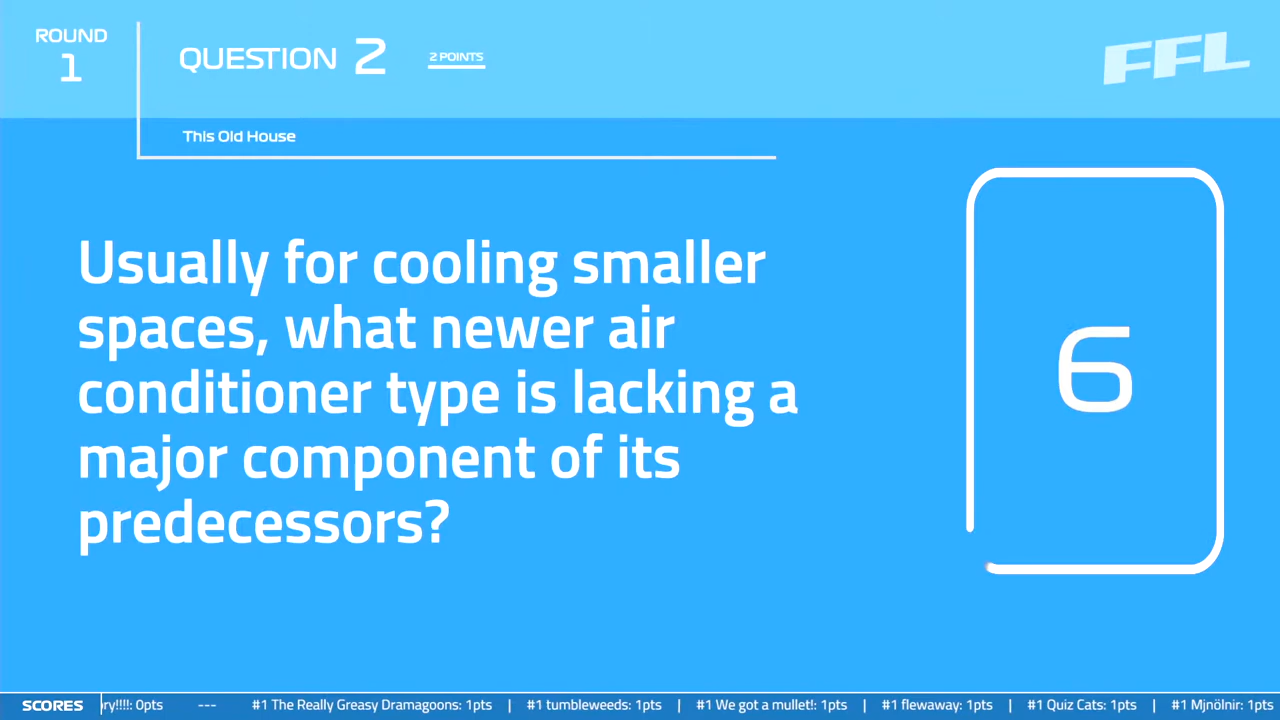 ROUND
1
QUESTION 2
2 POINTS
FFL
This Old House
Usually for cooling smaller
spaces, what newer air
conditioner type is lacking a
major component of its
predecessors?
6
SCORES ry!!!!: 0pts --- #1 The Really Greasy Dramagoons: 1pts | #1 tumbleweeds: 1pts | #1 We got a mullet!: 1pts | #1 flewaway: 1pts | #1 Quiz Cats: 1pts | #1 Mjnölnir: 1pts